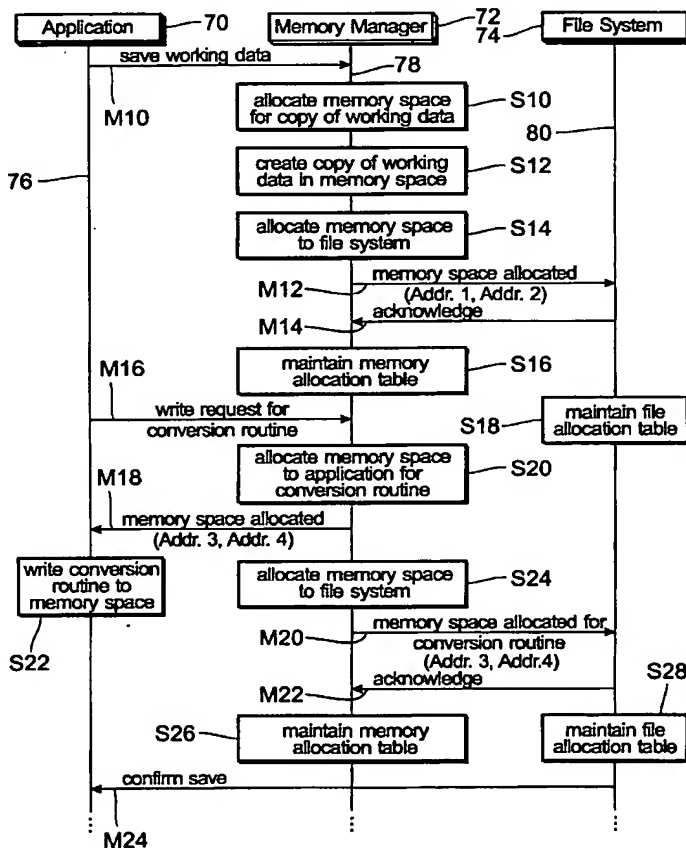 Application
70
Memory Manager
72
74
File System
save working data
78
M10
allocate memory space
for copy of working data
S10
80
76
create copy of working
data in memory space
S12
allocate memory space
to file system
S14
M12
memory space allocated
(Addr. 1, Addr. 2)
M14
acknowledge
M16
maintain memory
allocation table
S16
write request for
conversion routine
S18
maintain file
allocation table
M18
allocate memory space
to application for
conversion routine
S20
memory space allocated
(Addr. 3, Addr. 4)
write conversion
routine to
memory space
allocate memory space
to file system
S24
S22
M20
memory space allocated for
conversion routine
(Addr. 3, Addr.4)
M22
acknowledge
S28
S26
maintain memory
allocation table
maintain file
allocation table
confirm save
M24